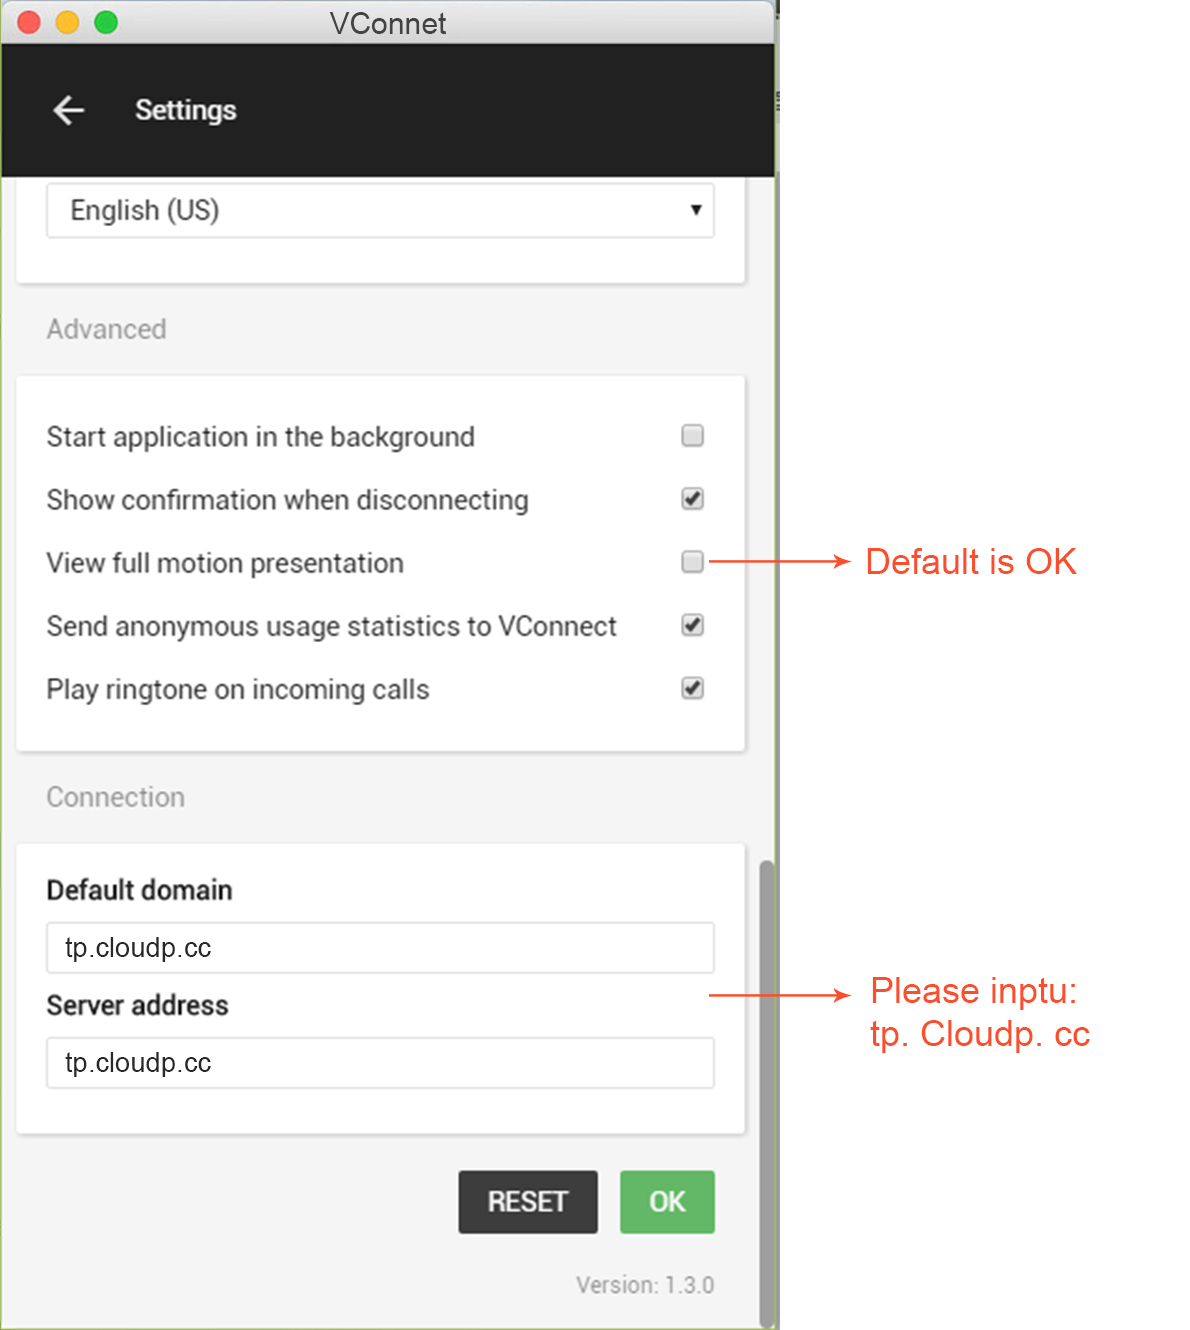 VConnet
Settings
English (US)
Advanced
Start application in the background
Show confirmation when disconnecting
View full motion presentation
Default is OK
Send anonymous usage statistics to VConnect
Play ringtone on incoming calls
Connection
Default domain
tp.cloudp.cc
Server address
Please inptu:
tp. Cloudp. cc
tp.cloudp.cc
RESET
OK
Version: 1.3.0